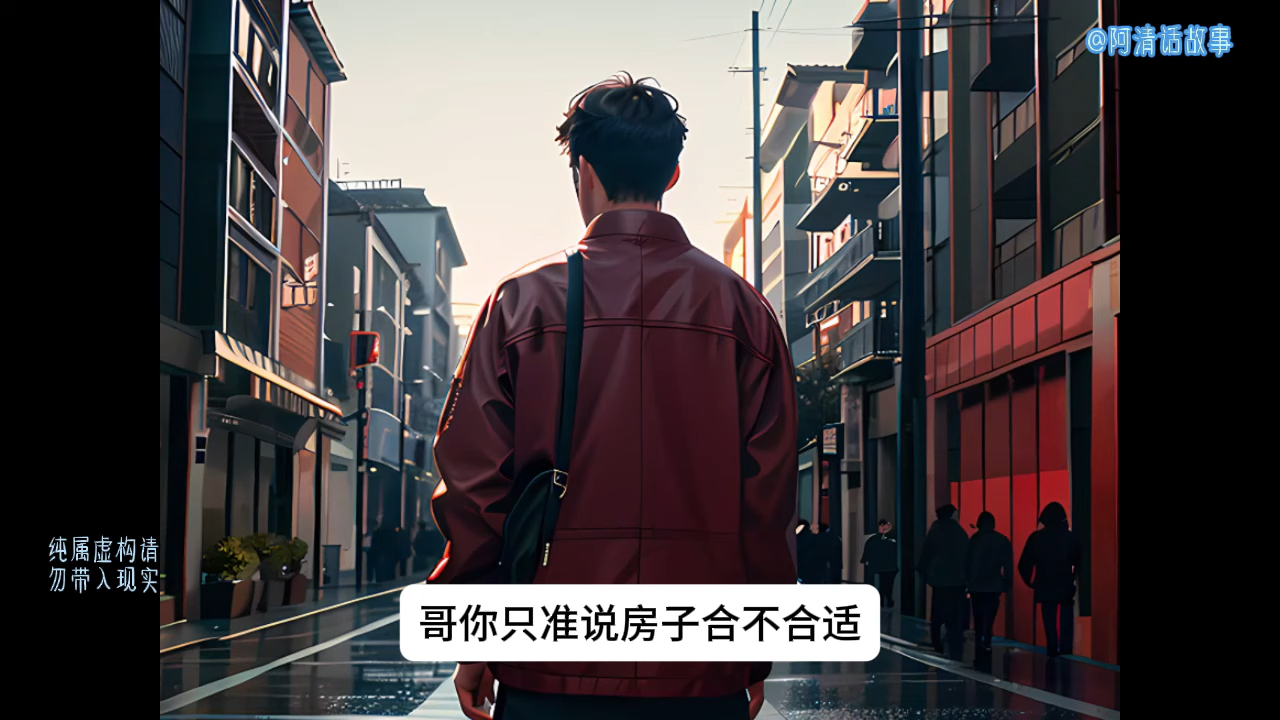 @阿清话故事
纯属虚构请
勿带入现实
哥你只准说房子合不合适